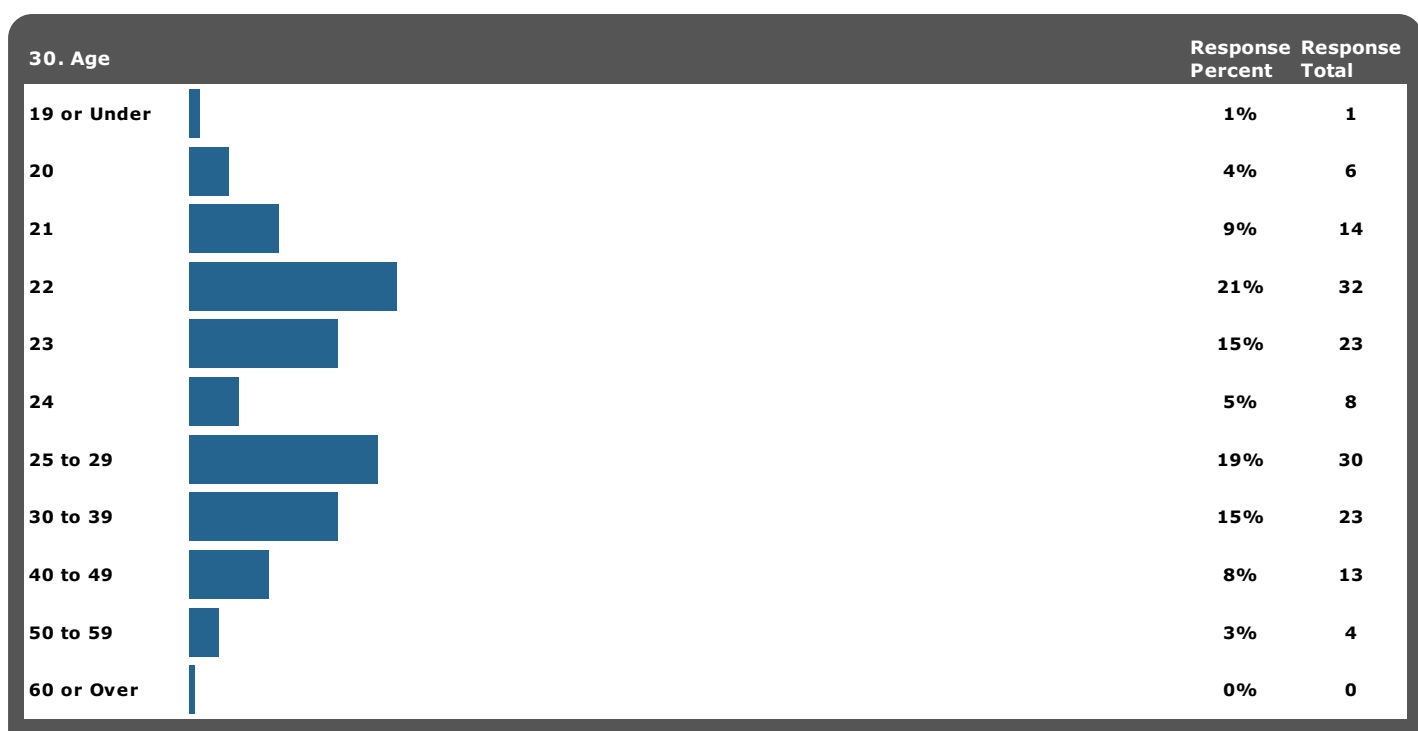 30. Age Response Percent Response Total
19 or Under 1% 1
20 4% 6
21 9% 14
22 21% 32
23 15% 23
24 5% 8
25 to 29 19% 30
30 to 39 15% 23
40 to 49 8% 13
50 to 59 3% 4
60 or Over 0% 0